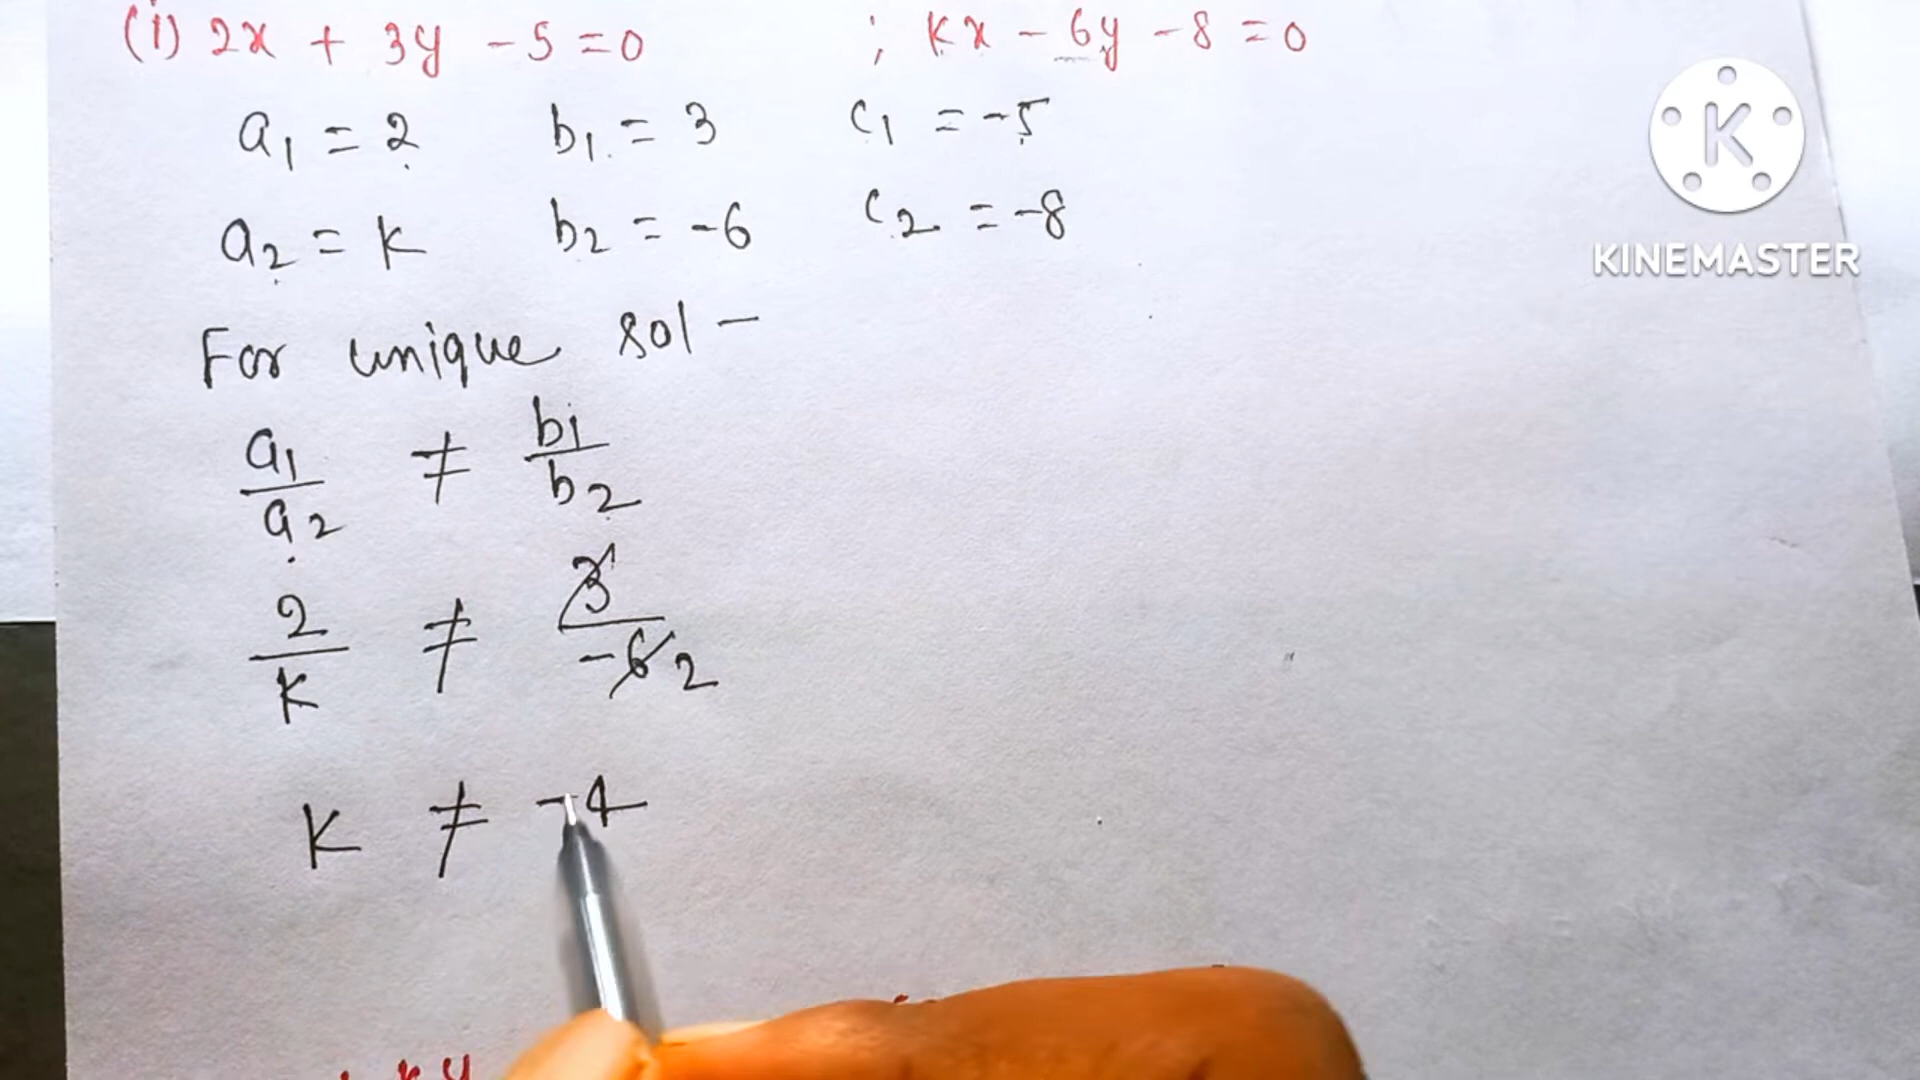 (i) 2x + 3y - 5 = 0 ; kx - 6y - 8 = 0
a₁ = 2 b₁ = 3 c₁ = -5
a₂ = k b₂ = -6 c₂ = -8
For unique sol -
a₁/a₂ ≠ b₁/b₂
2/k ≠ 3/-6 2
k ≠ -4
K
KINEMASTER